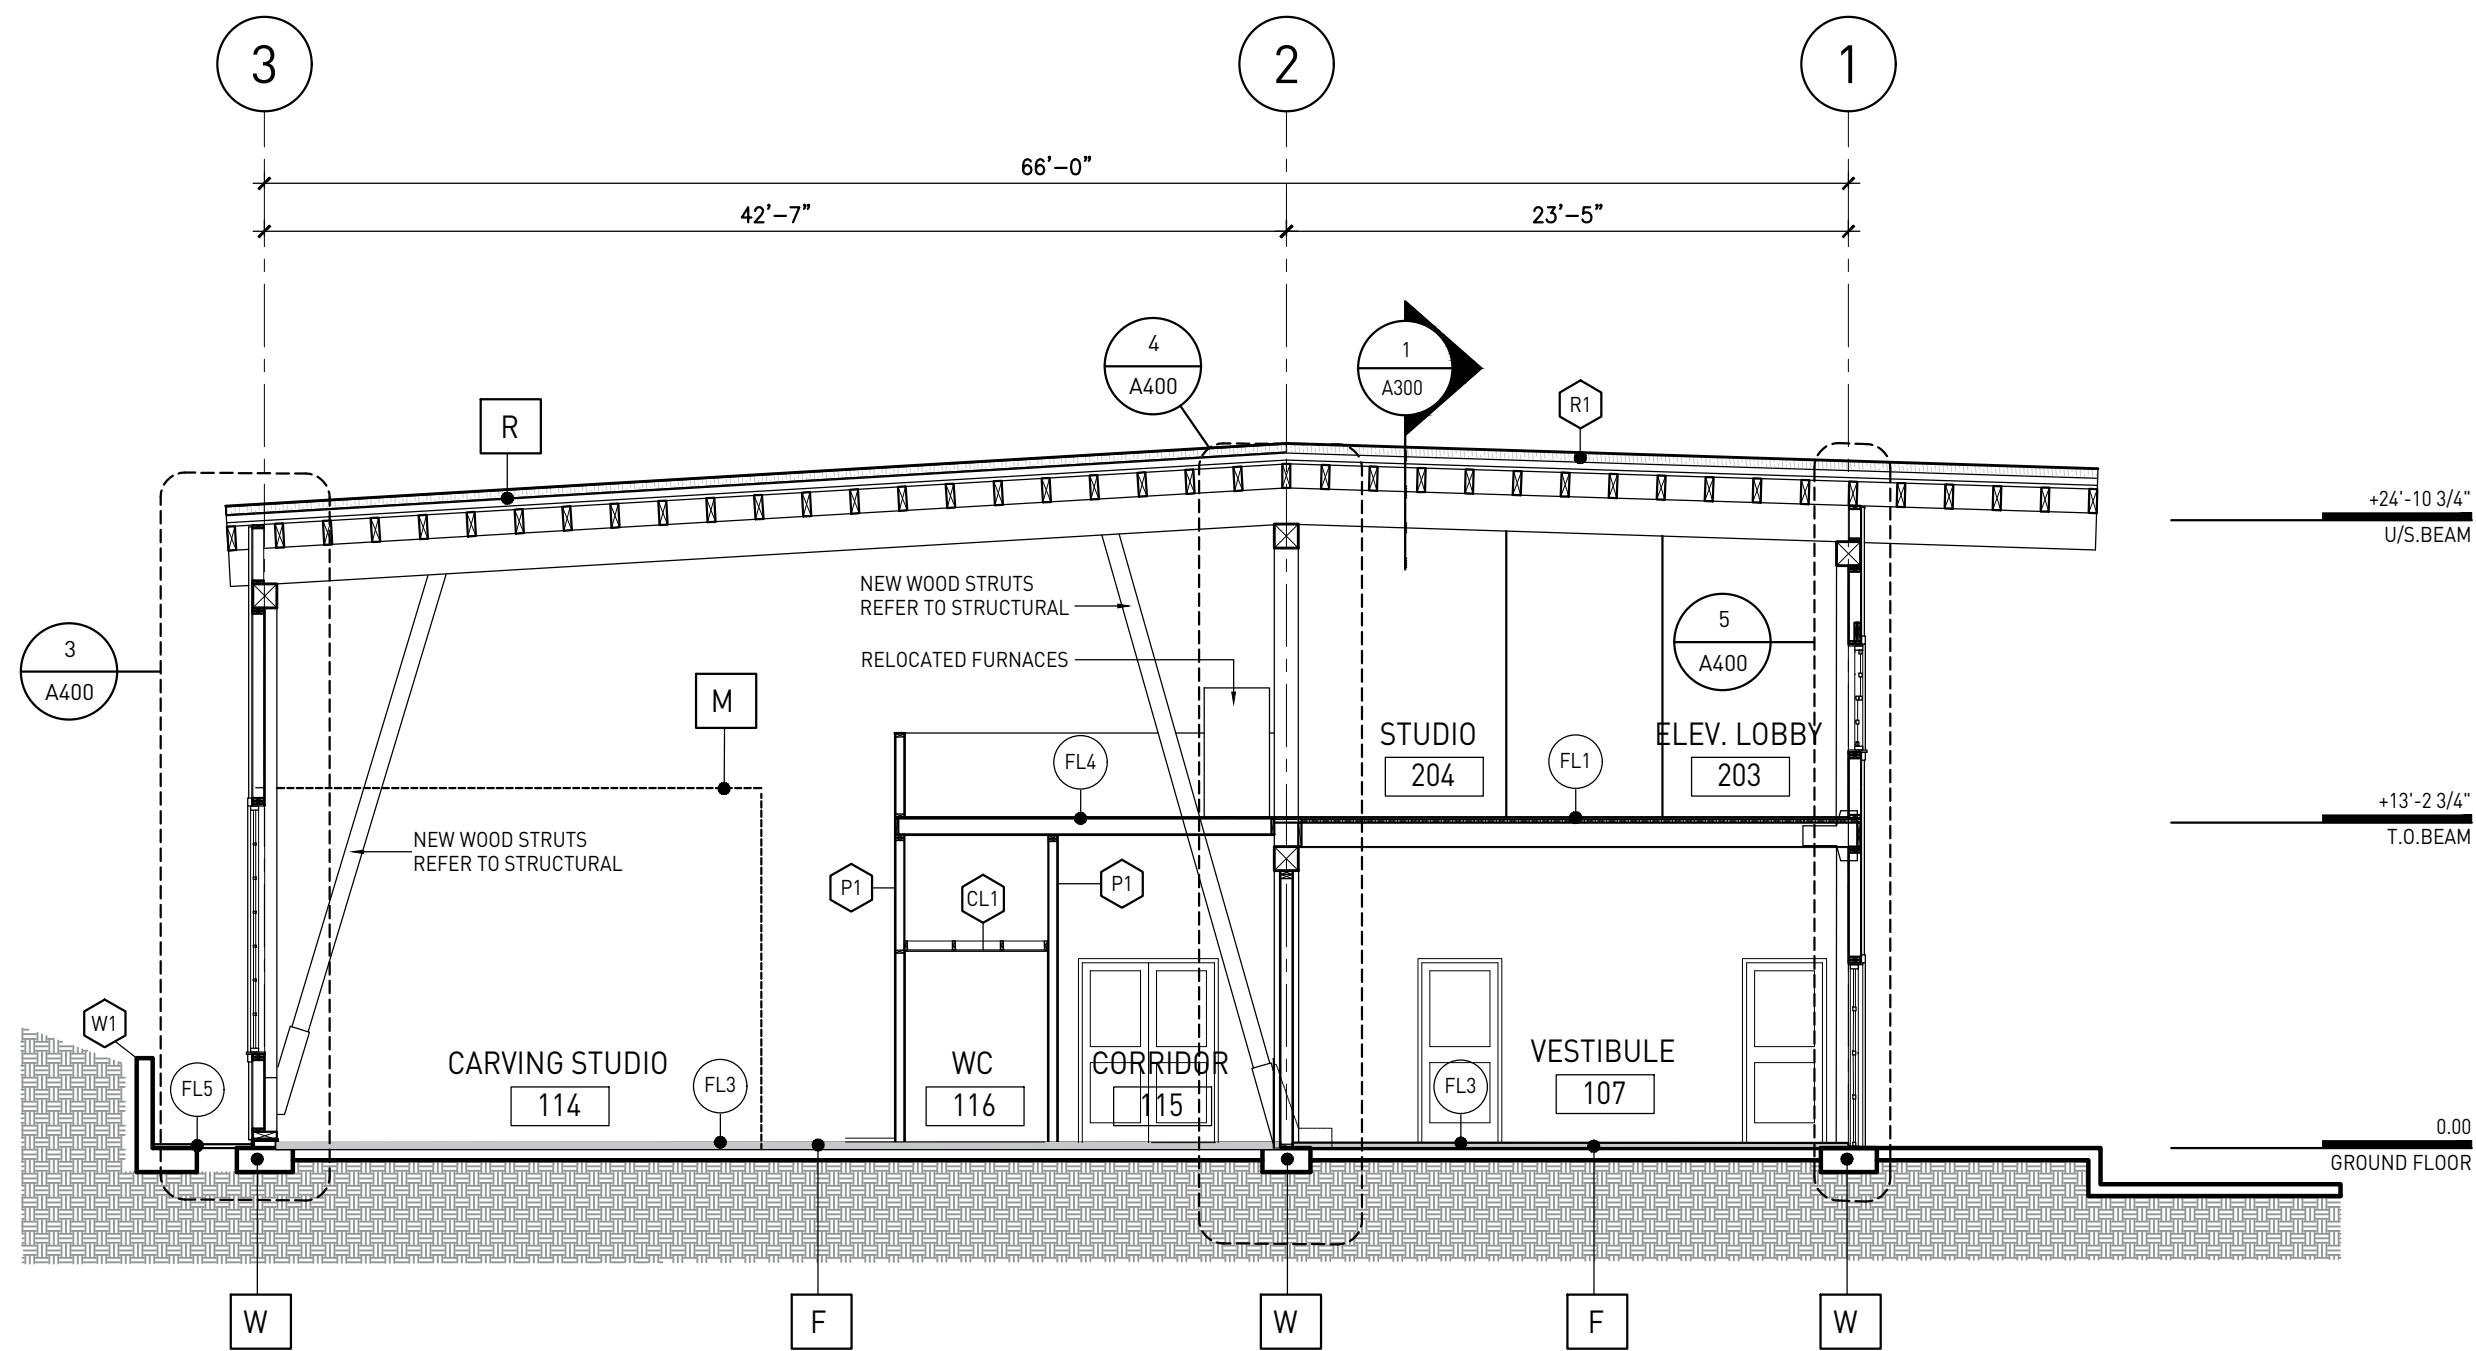 3
2
1
66'-0"
42'-7"
23'-5"
4
A400
1
A300
R1
R
+24'-10 3/4"
U/S.BEAM
NEW WOOD STRUTS
REFER TO STRUCTURAL
3
A400
5
A400
RELOCATED FURNACES
M
STUDIO
204
ELEV. LOBBY
203
FL4
FL1
+13'-2 3/4"
T.O.BEAM
NEW WOOD STRUTS
REFER TO STRUCTURAL
P1
CL1
P1
W1
CARVING STUDIO
114
WC
116
CORRIDOR
115
VESTIBULE
107
FL5
FL3
FL3
0.00
GROUND FLOOR
W
F
W
F
W